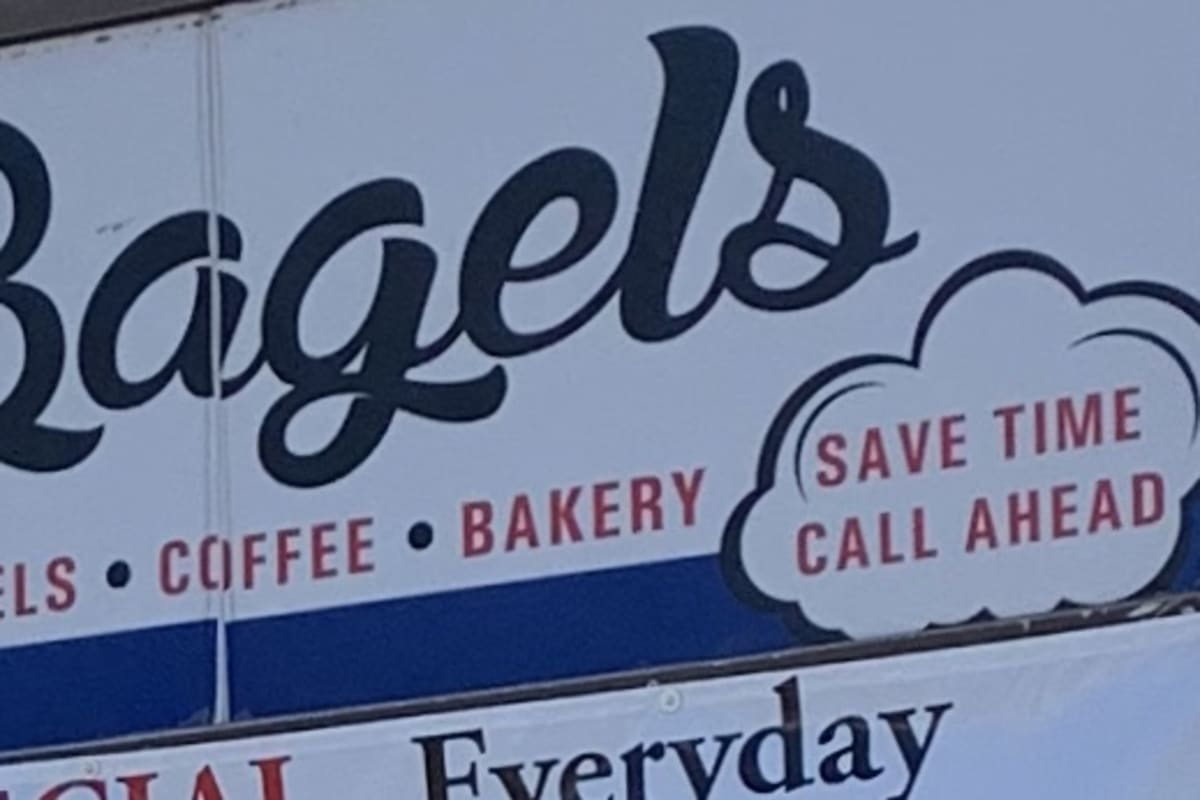 Bagels
• COFFEE • BAKERY
SAVE TIME
CALL AHEAD
Everyday